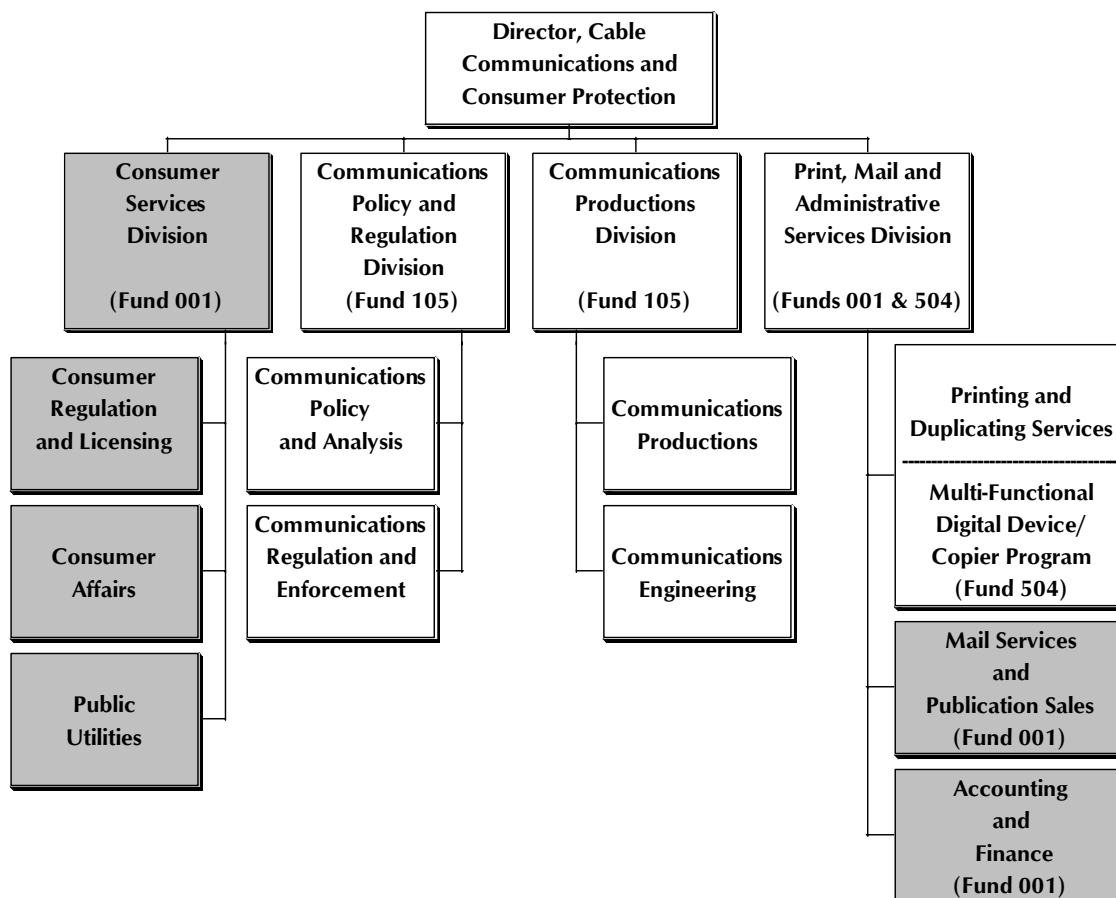 Director, Cable
Communications and
Consumer Protection
Consumer
Services
Division
(Fund 001)
Communications
Policy and
Regulation
Division
(Fund 105)
Communications
Productions
Division
(Fund 105)
Print, Mail and
Administrative
Services Division
(Funds 001 & 504)
Consumer
Regulation
and Licensing
Consumer
Affairs
Public
Utilities
Communications
Policy
and Analysis
Communications
Regulation and
Enforcement
Communications
Productions
Communications
Engineering
Printing and
Duplicating Services
Multi-Functional
Digital Device/
Copier Program
(Fund 504)
Mail Services
and
Publication Sales
(Fund 001)
Accounting
and
Finance
(Fund 001)